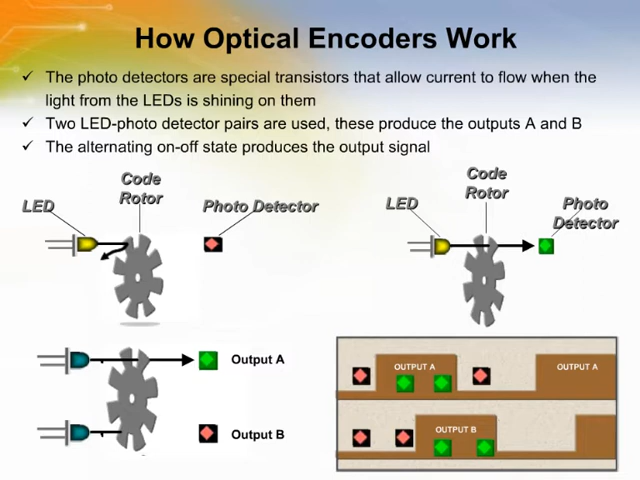 How Optical Encoders Work
✓ The photo detectors are special transistors that allow current to flow when the
light from the LEDs is shining on them
✓ Two LED-photo detector pairs are used, these produce the outputs A and B
✓ The alternating on-off state produces the output signal
LED
Code
Rotor
Photo Detector
LED
Code
Rotor
Photo
Detector
Output A
Output B
OUTPUT A
OUTPUT A
OUTPUT B